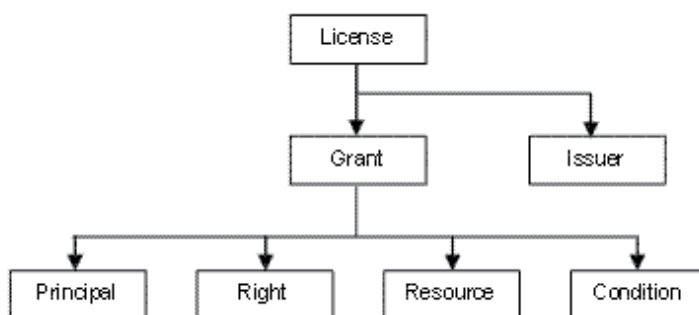 License
Grant
Issuer
Principal
Right
Resource
Condition